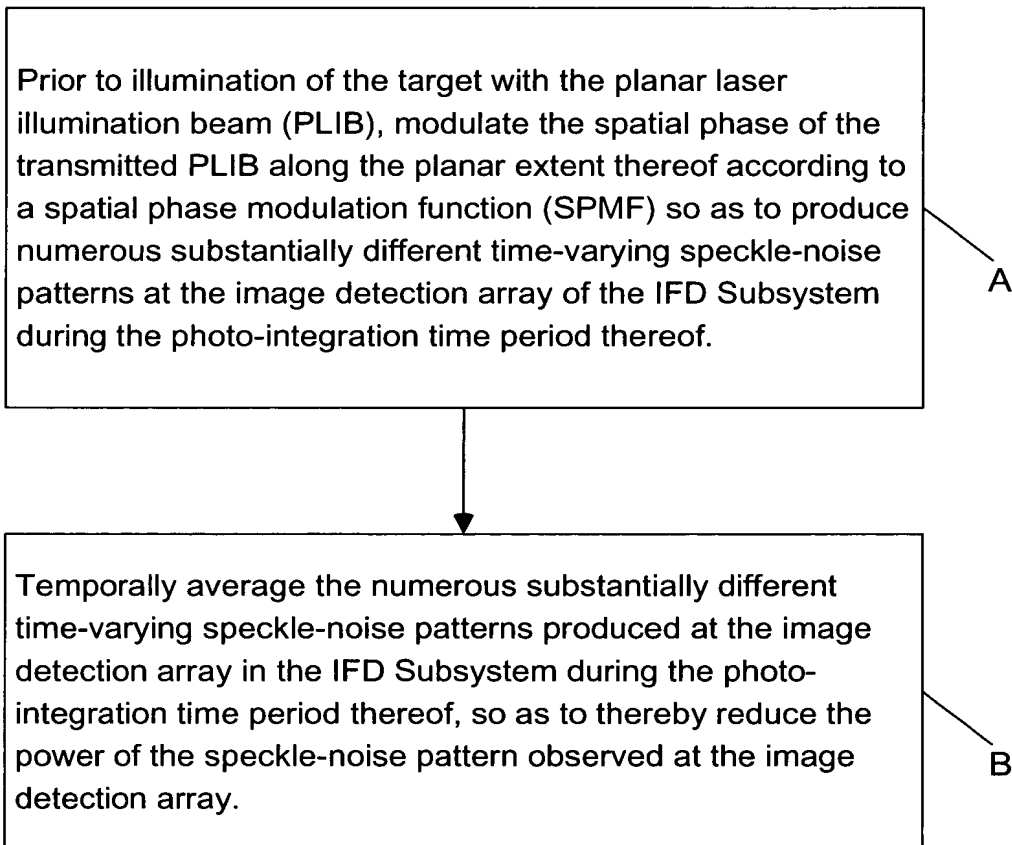 Prior to illumination of the target with the planar laser
illumination beam (PLIB), modulate the spatial phase of the
transmitted PLIB along the planar extent thereof according to
a spatial phase modulation function (SPMF) so as to produce
numerous substantially different time-varying speckle-noise
patterns at the image detection array of the IFD Subsystem
during the photo-integration time period thereof.
A
Temporally average the numerous substantially different
time-varying speckle-noise patterns produced at the image
detection array in the IFD Subsystem during the photo-
integration time period thereof, so as to thereby reduce the
power of the speckle-noise pattern observed at the image
detection array.
B